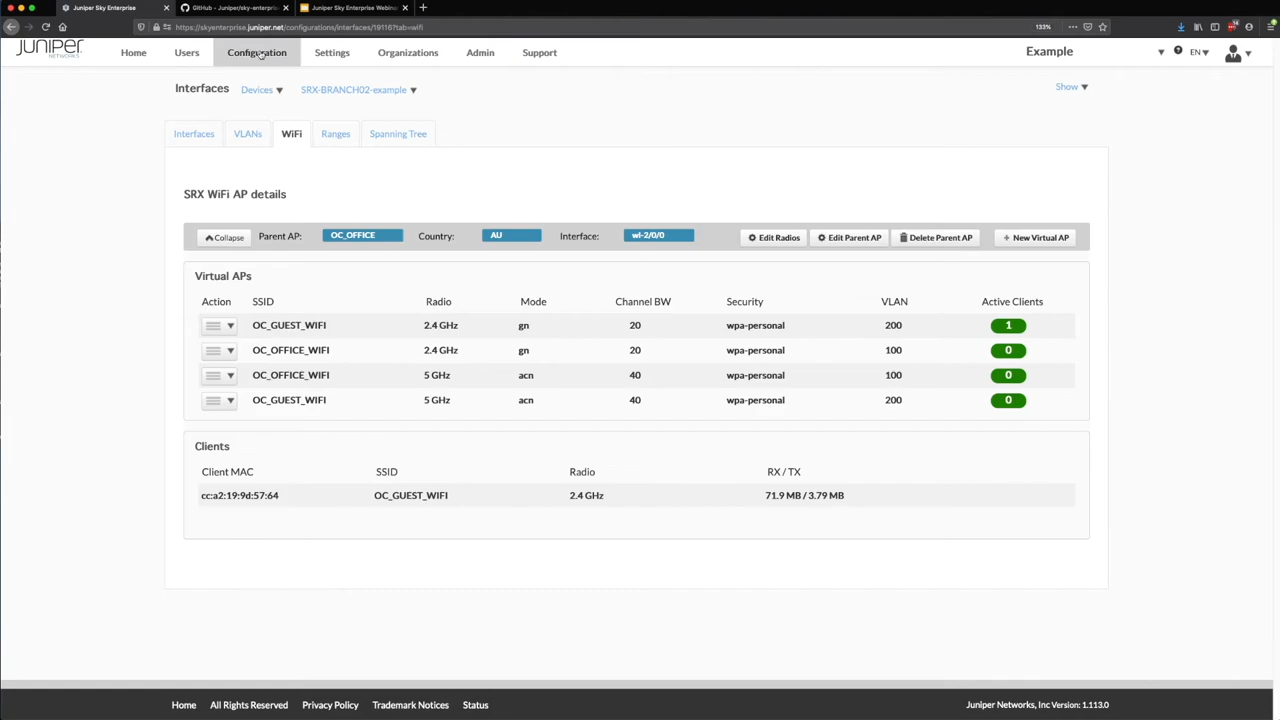 Juniper Sky Enterprise
GitHub - Juniper/sky-enterprise
Juniper Sky Enterprise Webinar
https://skyenterprise.juniper.net/configurations/interfaces/19116?tab=wifi
133%
JUNIPER NETWORKS
Home Users Configuration Settings Organizations Admin Support
Example
EN
Interfaces Devices SRX-BRANCH02-example
Show
Interfaces VLANs WiFi Ranges Spanning Tree
SRX WiFi AP details
Collapse Parent AP: OC_OFFICE Country: AU Interface: wl-2/0/0 Edit Radios Edit Parent AP Delete Parent AP + New Virtual AP
Virtual APs
Action SSID Radio Mode Channel BW Security VLAN Active Clients
OC_GUEST_WIFI 2.4 GHz gn 20 wpa-personal 200 1
OC_OFFICE_WIFI 2.4 GHz gn 20 wpa-personal 100 0
OC_OFFICE_WIFI 5 GHz acn 40 wpa-personal 100 0
OC_GUEST_WIFI 5 GHz acn 40 wpa-personal 200 0
Clients
Client MAC SSID Radio RX / TX
cc:a2:19:9d:57:64 OC_GUEST_WIFI 2.4 GHz 71.9 MB / 3.79 MB
Home All Rights Reserved Privacy Policy Trademark Notices Status
Juniper Networks, Inc Version: 1.113.0